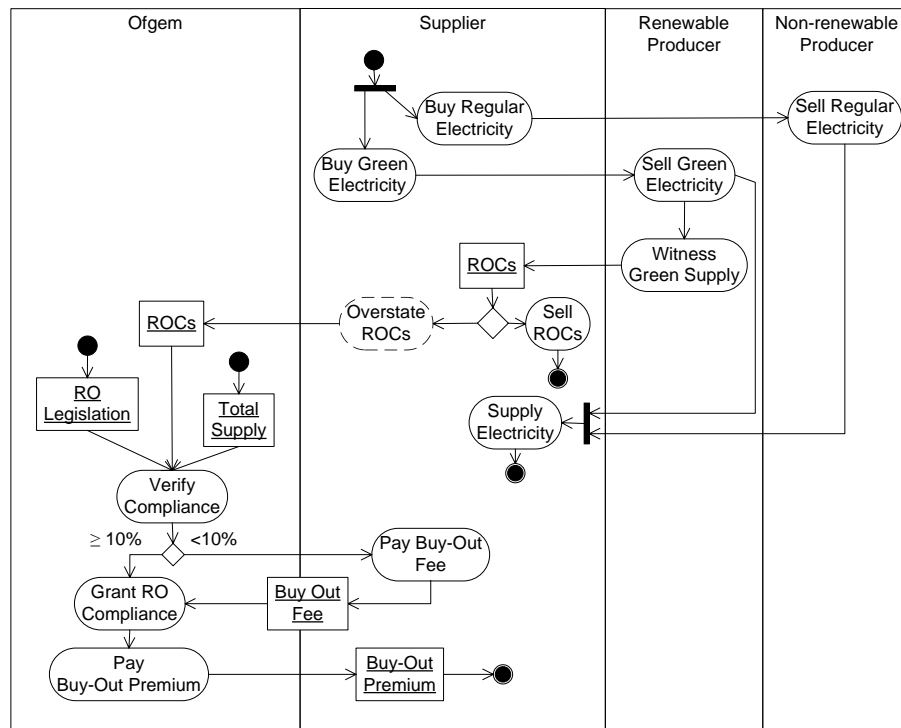 Ofgem
Supplier
Renewable
Producer
Non-renewable
Producer
Buy Regular
Electricity
Sell Regular
Electricity
Buy Green
Electricity
Sell Green
Electricity
Witness
Green Supply
ROCs
ROCs
Overstate
ROCs
Sell
ROCs
RO
Legislation
Total
Supply
Supply
Electricity
Verify
Compliance
≥ 10%
<10%
Pay Buy-Out
Fee
Grant RO
Compliance
Buy Out
Fee
Pay
Buy-Out Premium
Buy-Out
Premium